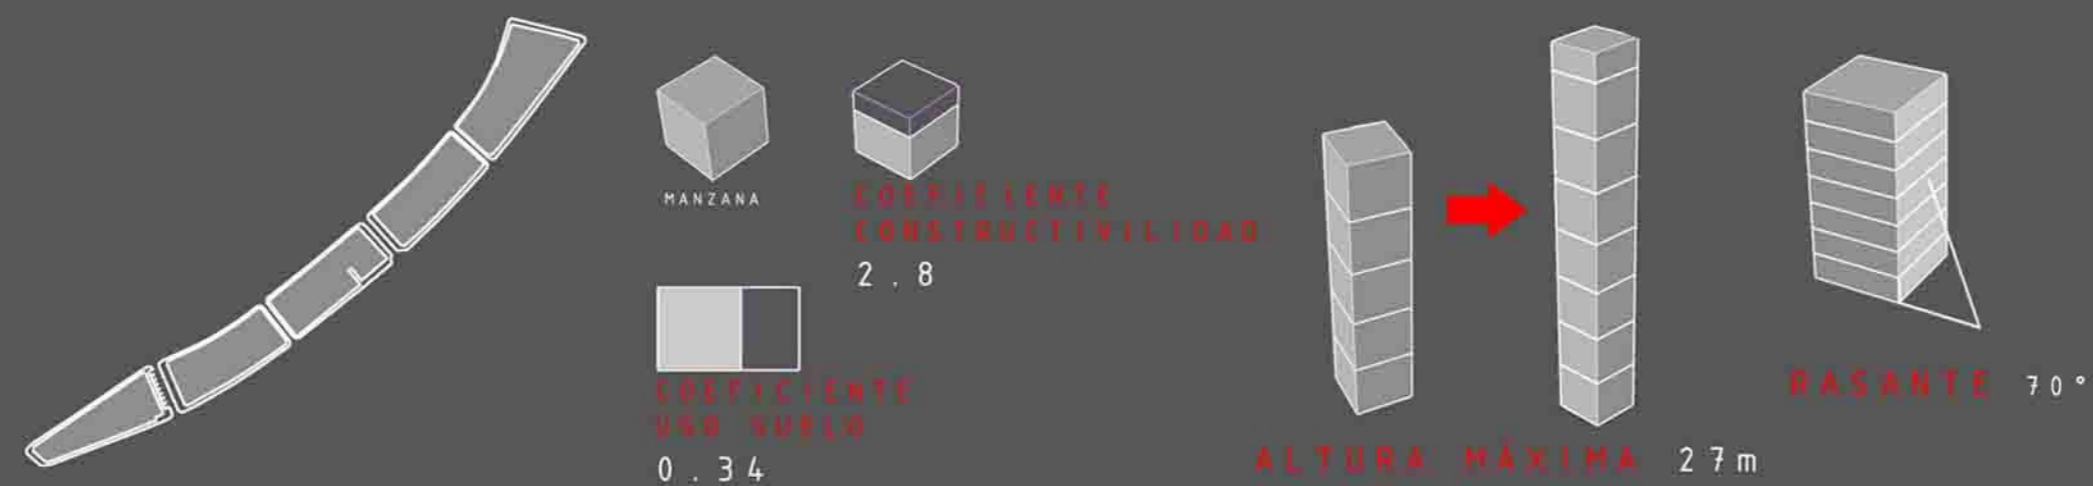 MANZANA
COEFICIENTE
CONSTRUCTIVILIDAD
2.8
COEFICIENTE
USO SUELO
0.34
ALTURA MÁXIMA 27m
RASANTE 70°